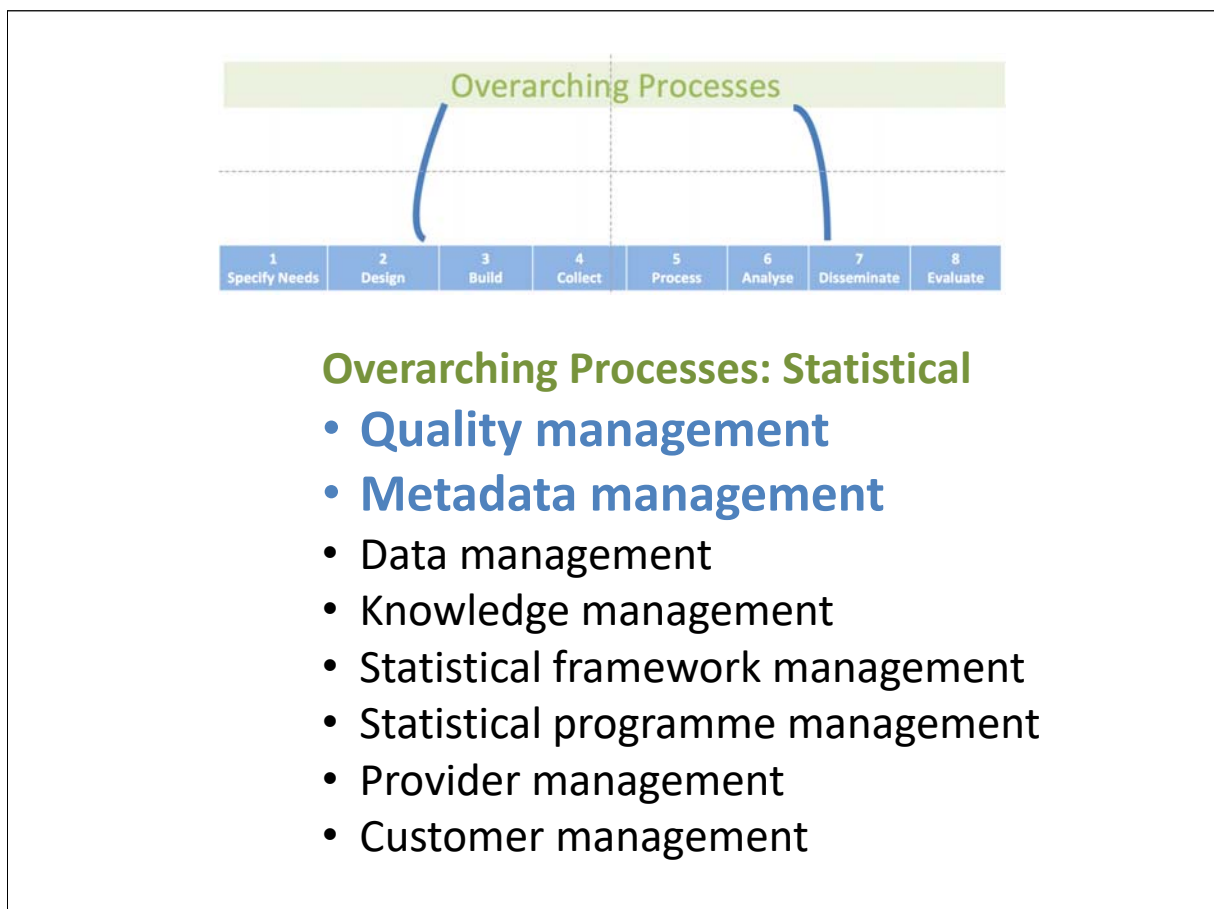 Overarching Processes
1 2 3 4 5 6 7 8
Specify Needs Design Build Collect Process Analyse Disseminate Evaluate
Overarching Processes: Statistical
• Quality management
• Metadata management
• Data management
• Knowledge management
• Statistical framework management
• Statistical programme management
• Provider management
• Customer management